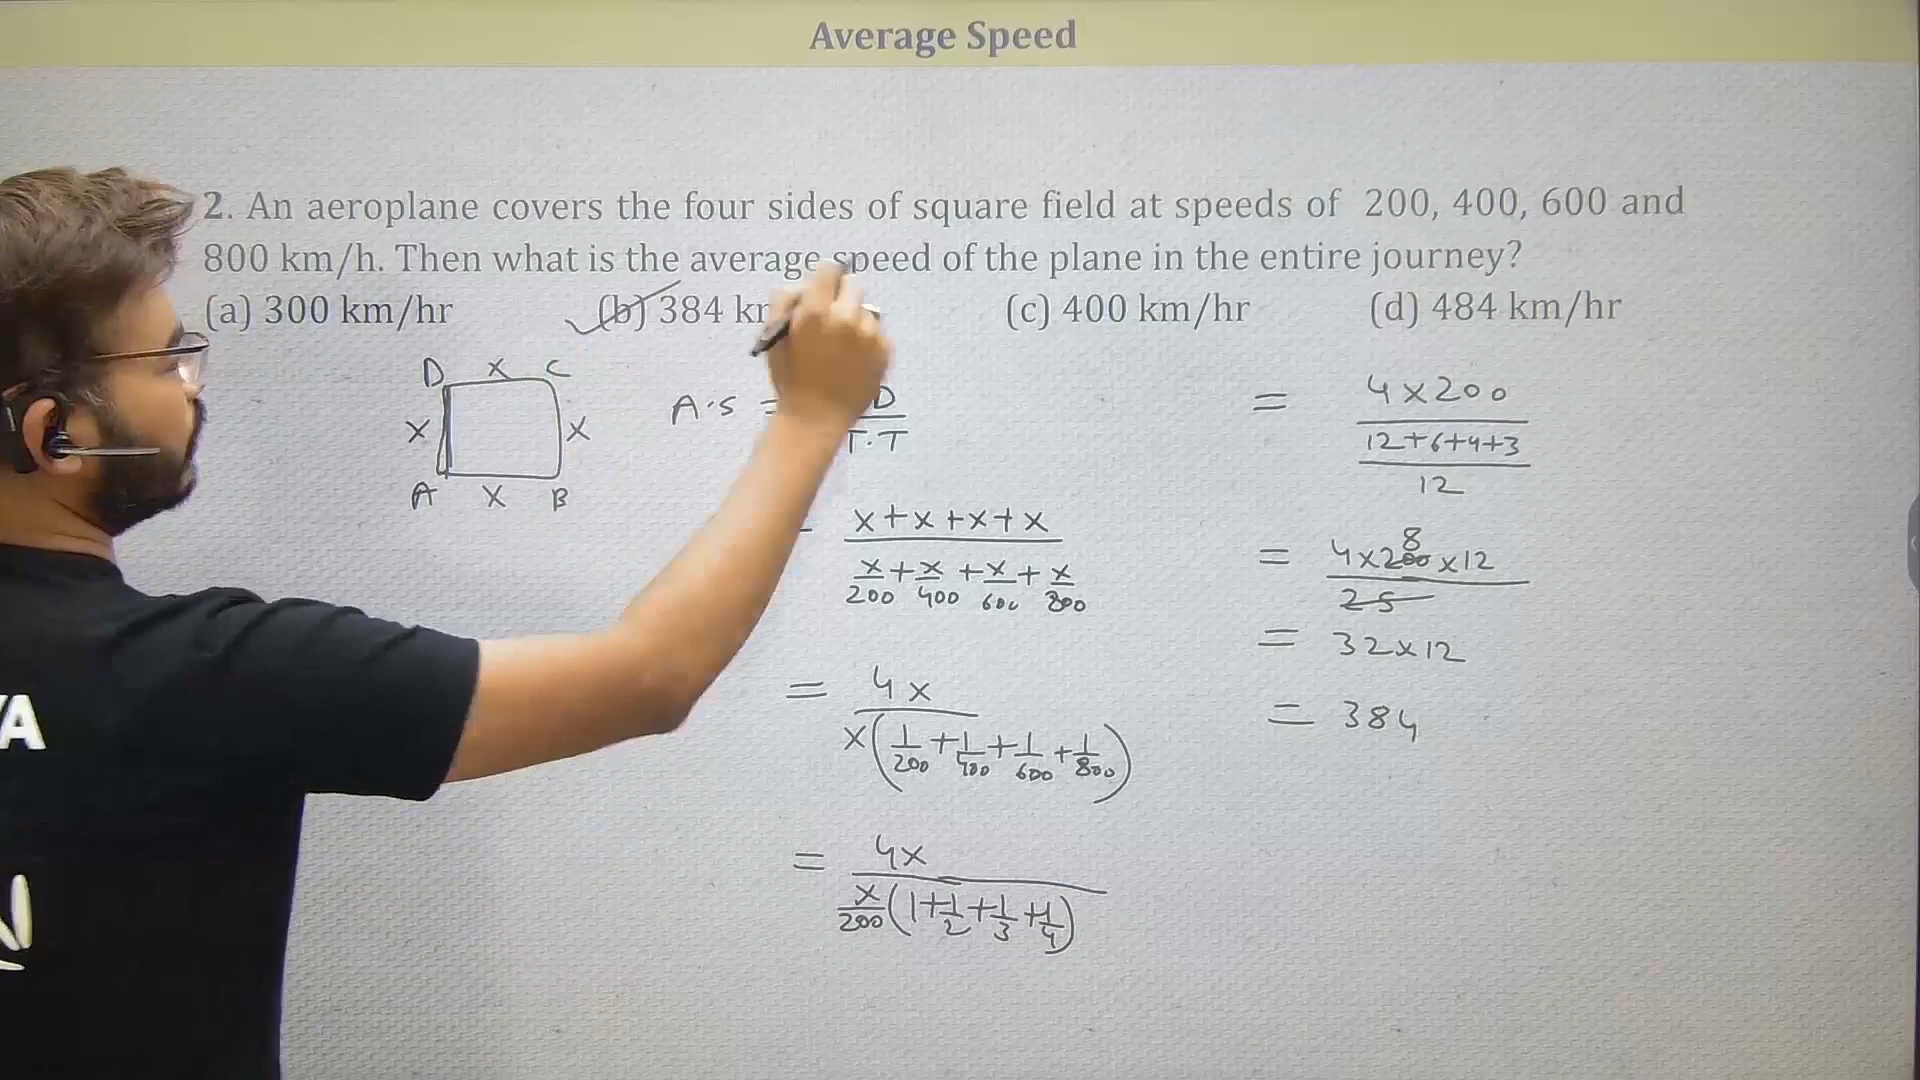 Average Speed
2. An aeroplane covers the four sides of square field at speeds of 200, 400, 600 and
800 km/h. Then what is the average speed of the plane in the entire journey?
(a) 300 km/hr (b) 384 (c) 400 km/hr (d) 484 km/hr
D x C
x x
A x B
A.S = D / T.T
x+x+x+x / x/200 + x/400 + x/600 + x/800
= 4x / x(1/200 + 1/400 + 1/600 + 1/800)
= 4x / x/200 (1 + 1/2 + 1/3 + 1/4)
= 4×200 / 12+6+4+3 / 12
8
= 4×200×12 / 25
= 32×12
= 384